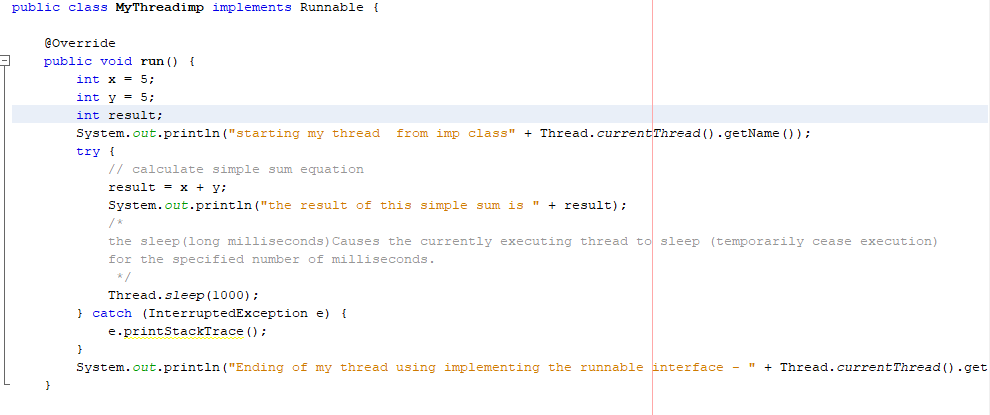 public class MyThreadimp implements Runnable {
@Override
public void run() {
int x = 5;
int y = 5;
int result;
System.out.println("starting my thread  from imp class" + Thread.currentThread().getName());
try {
// calculate simple sum equation
result = x + y;
System.out.println("the result of this simple sum is " + result);
/*
the sleep(long milliseconds)Causes the currently executing thread to sleep (temporarily cease execution)
for the specified number of milliseconds.
*/
Thread.sleep(1000);
} catch (InterruptedException e) {
e.printStackTrace();
}
System.out.println("Ending of my thread using implementing the runnable interface - " + Thread.currentThread().get
}